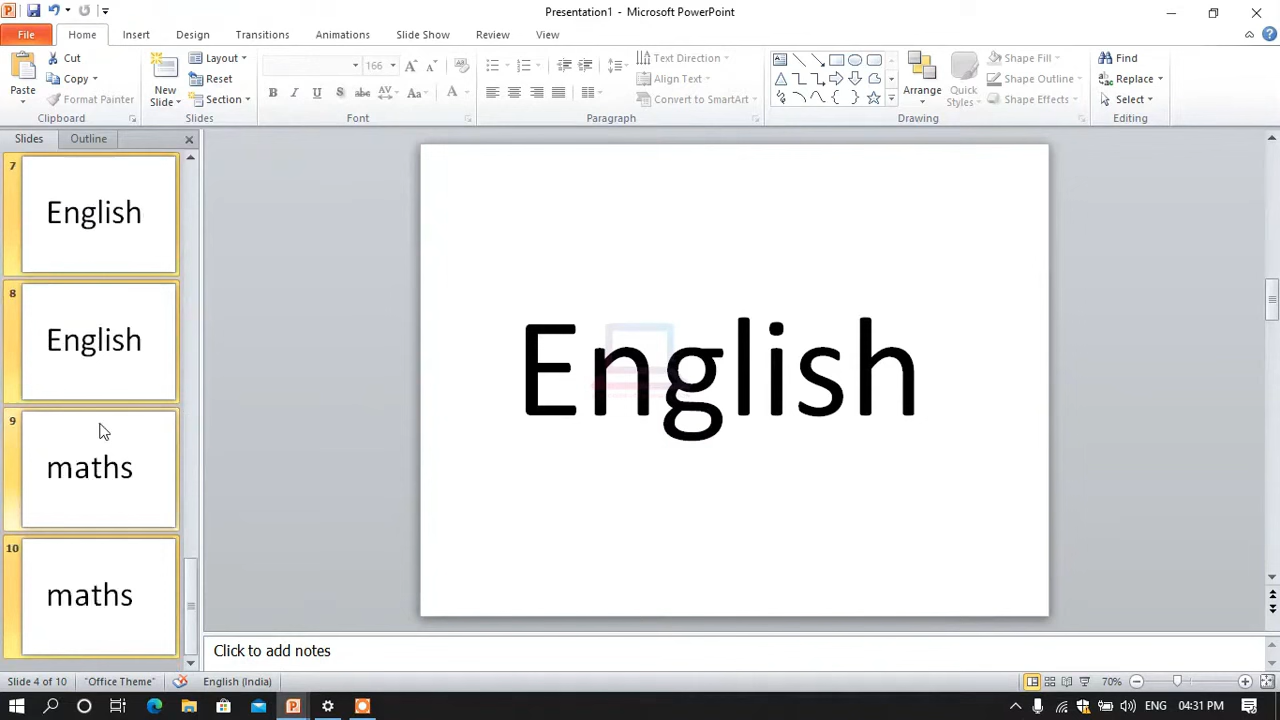 Presentation1 - Microsoft PowerPoint
File Home Insert Design Transitions Animations Slide Show Review View
Paste
Cut
Copy
Format Painter
Clipboard
New
Slide
Layout
Reset
Section
Slides
166
B I U S abc AV Aa A
Font
Text Direction
Align Text
Convert to SmartArt
Paragraph
Arrange
Quick
Styles
Shape Fill
Shape Outline
Shape Effects
Drawing
Find
Replace
Select
Editing
Slides Outline
7
English
8
English
9
maths
10
maths
English
Click to add notes
Slide 4 of 10 "Office Theme" English (India) 70%
ENG 04:31 PM